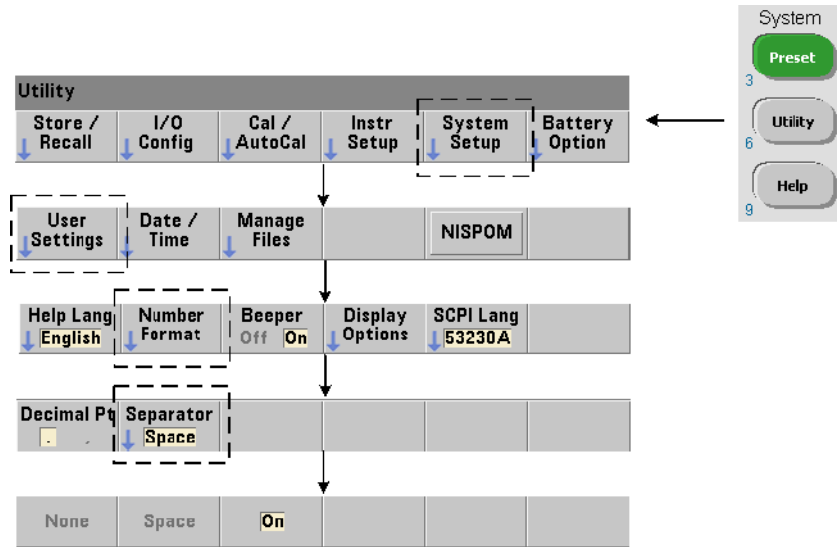 System
Preset
3
Utility
6
Help
9
Utility
Store / Recall
I/O Config
Cal / AutoCal
Instr Setup
System Setup
Battery Option
User Settings
Date / Time
Manage Files
NISPOM
Help Lang
English
Number Format
Beeper
Off On
Display Options
SCPI Lang
53230A
Decimal Pt
. ,
Separator
Space
None
Space
On